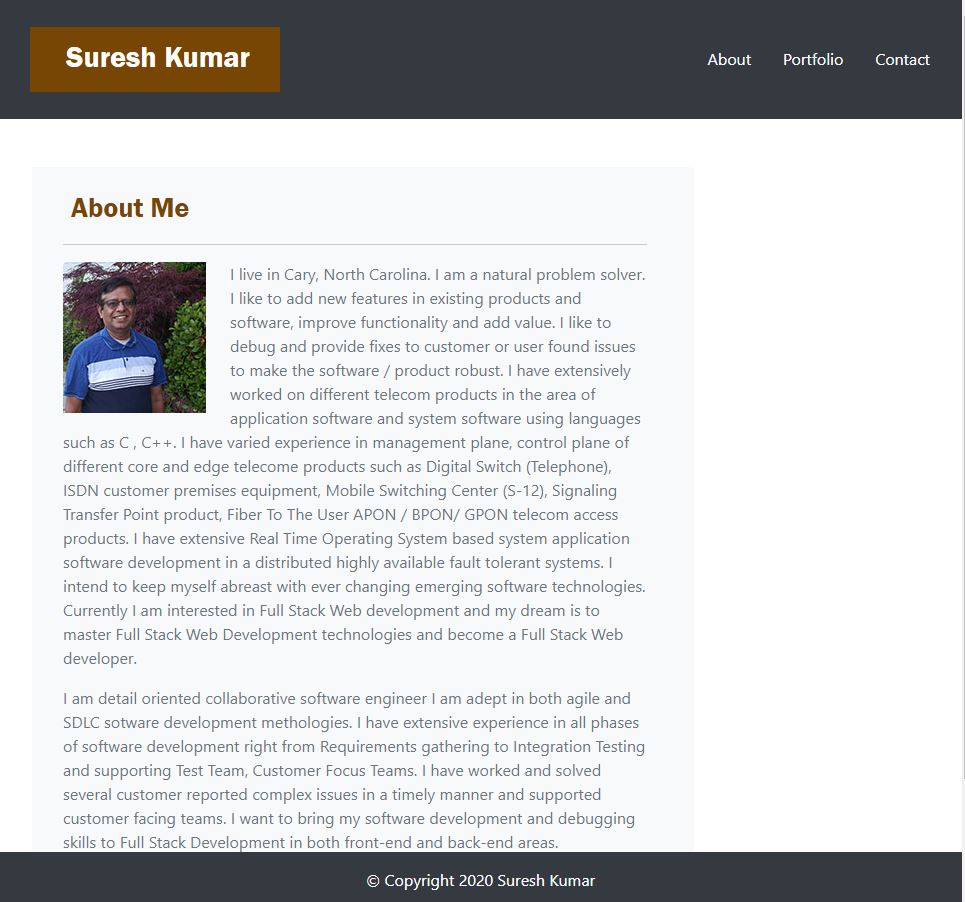 Suresh Kumar
About Portfolio Contact
About Me
I live in Cary, North Carolina. I am a natural problem solver.
I like to add new features in existing products and
software, improve functionality and add value. I like to
debug and provide fixes to customer or user found issues
to make the software / product robust. I have extensively
worked on different telecom products in the area of
application software and system software using languages
such as C , C++. I have varied experience in management plane, control plane of
different core and edge telecome products such as Digital Switch (Telephone),
ISDN customer premises equipment, Mobile Switching Center (S-12), Signaling
Transfer Point product, Fiber To The User APON / BPON/ GPON telecom access
products. I have extensive Real Time Operating System based system application
software development in a distributed highly available fault tolerant systems. I
intend to keep myself abreast with ever changing emerging software technologies.
Currently I am interested in Full Stack Web development and my dream is to
master Full Stack Web Development technologies and become a Full Stack Web
developer.
I am detail oriented collaborative software engineer I am adept in both agile and
SDLC sotware development methologies. I have extensive experience in all phases
of software development right from Requirements gathering to Integration Testing
and supporting Test Team, Customer Focus Teams. I have worked and solved
several customer reported complex issues in a timely manner and supported
customer facing teams. I want to bring my software development and debugging
skills to Full Stack Development in both front-end and back-end areas.
© Copyright 2020 Suresh Kumar